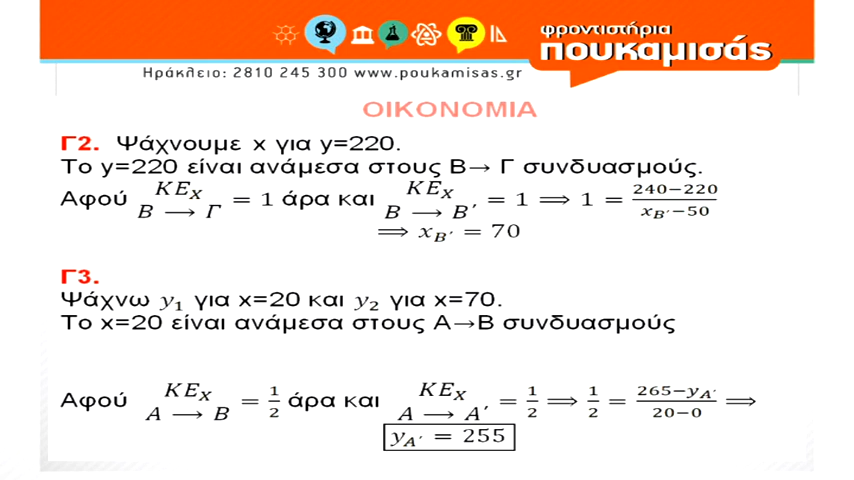 φροντιστήρια
πουκαμισάς
Ηράκλειο: 2810 245 300 www.poukamisas.gr
ΟΙΚΟΝΟΜΙΑ
Γ2. Ψάχνουμε x για y=220.
Το y=220 είναι ανάμεσα στους Β→ Γ συνδυασμούς.
Αφού KE_X B ⟶ Γ = 1 άρα και KE_X B ⟶ B′ = 1 ⟹ 1 = (240−220)/(x_B′−50)
⟹ x_B′ = 70
Γ3.
Ψάχνω y₁ για x=20 και y₂ για x=70.
Το x=20 είναι ανάμεσα στους Α→Β συνδυασμούς
Αφού KE_X A ⟶ B = 1/2 άρα και KE_X A ⟶ A′ = 1/2 ⟹ 1/2 = (265−y_A′)/(20−0) ⟹
y_A′ = 255